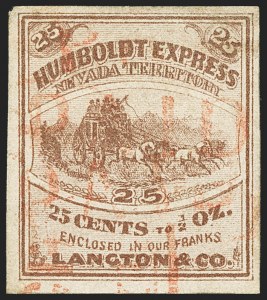 25 25
HUMBOLDT EXPRESS
NEVADA TERRITORY
25
25 CENTS TO ½ OZ.
ENCLOSED IN OUR FRANKS
LANGTON & CO.